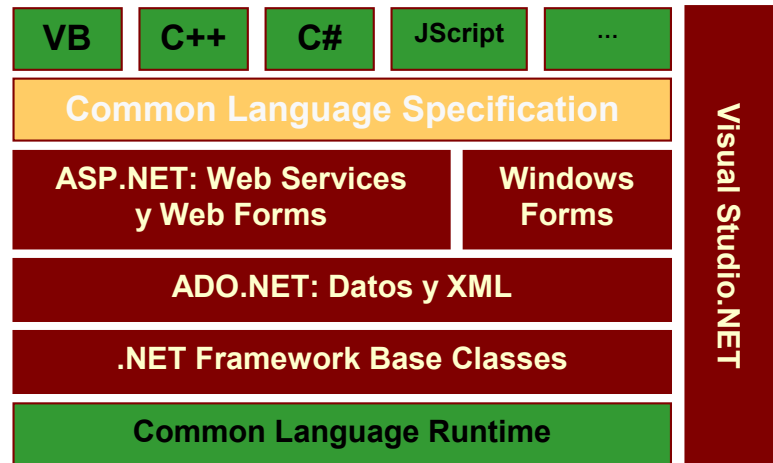 VB C++ C# JScript ...
Common Language Specification
ASP.NET: Web Services
y Web Forms
Windows
Forms
ADO.NET: Datos y XML
.NET Framework Base Classes
Common Language Runtime
Visual Studio.NET